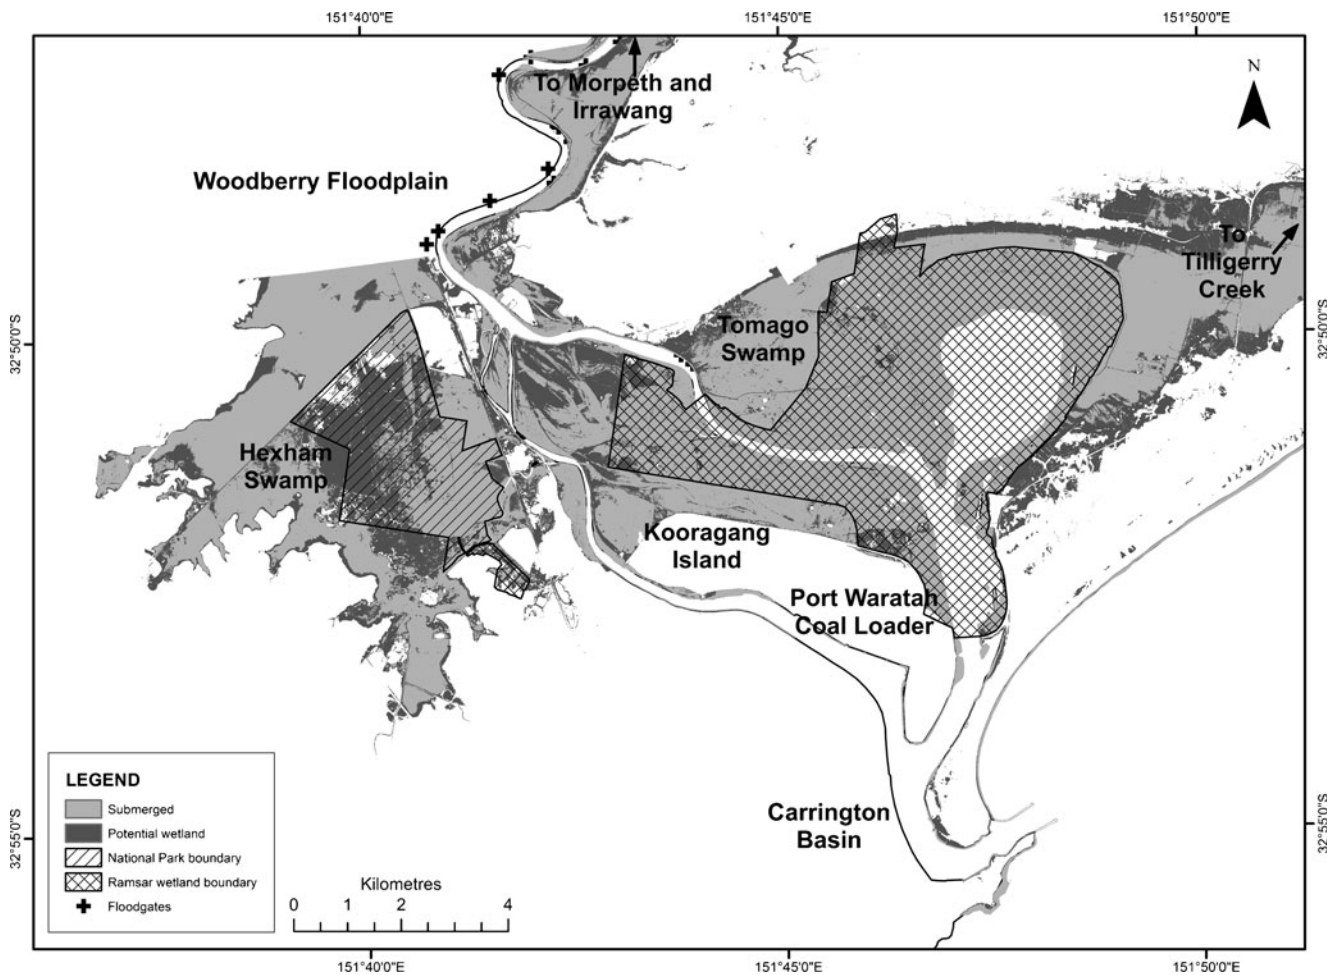 151°40'0"E
151°45'0"E
151°50'0"E
N
To Morpeth and
Irrawang
Woodberry Floodplain
To
Tilligerry
Creek
32°50'0"S
32°50'0"S
Tomago
Swamp
Hexham
Swamp
Kooragang
Island
Port Waratah
Coal Loader
Carrington
Basin
32°55'0"S
32°55'0"S
LEGEND
Submerged
Potential wetland
National Park boundary
Ramsar wetland boundary
Floodgates
Kilometres
0 1 2 4
151°40'0"E
151°45'0"E
151°50'0"E